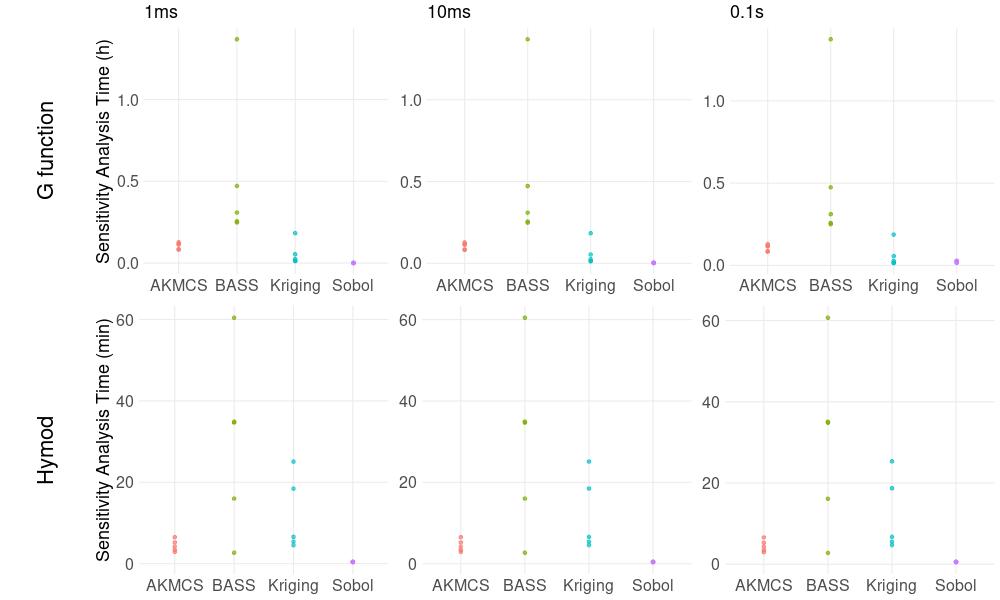 1ms 10ms 0.1s
G function
Sensitivity Analysis Time (h)
1.0 1.0 1.0
0.5 0.5 0.5
0.0 0.0 0.0
AKMCS BASS Kriging Sobol AKMCS BASS Kriging Sobol AKMCS BASS Kriging Sobol
Hymod
Sensitivity Analysis Time (min)
60 60 60
40 40 40
20 20 20
0 0 0
AKMCS BASS Kriging Sobol AKMCS BASS Kriging Sobol AKMCS BASS Kriging Sobol